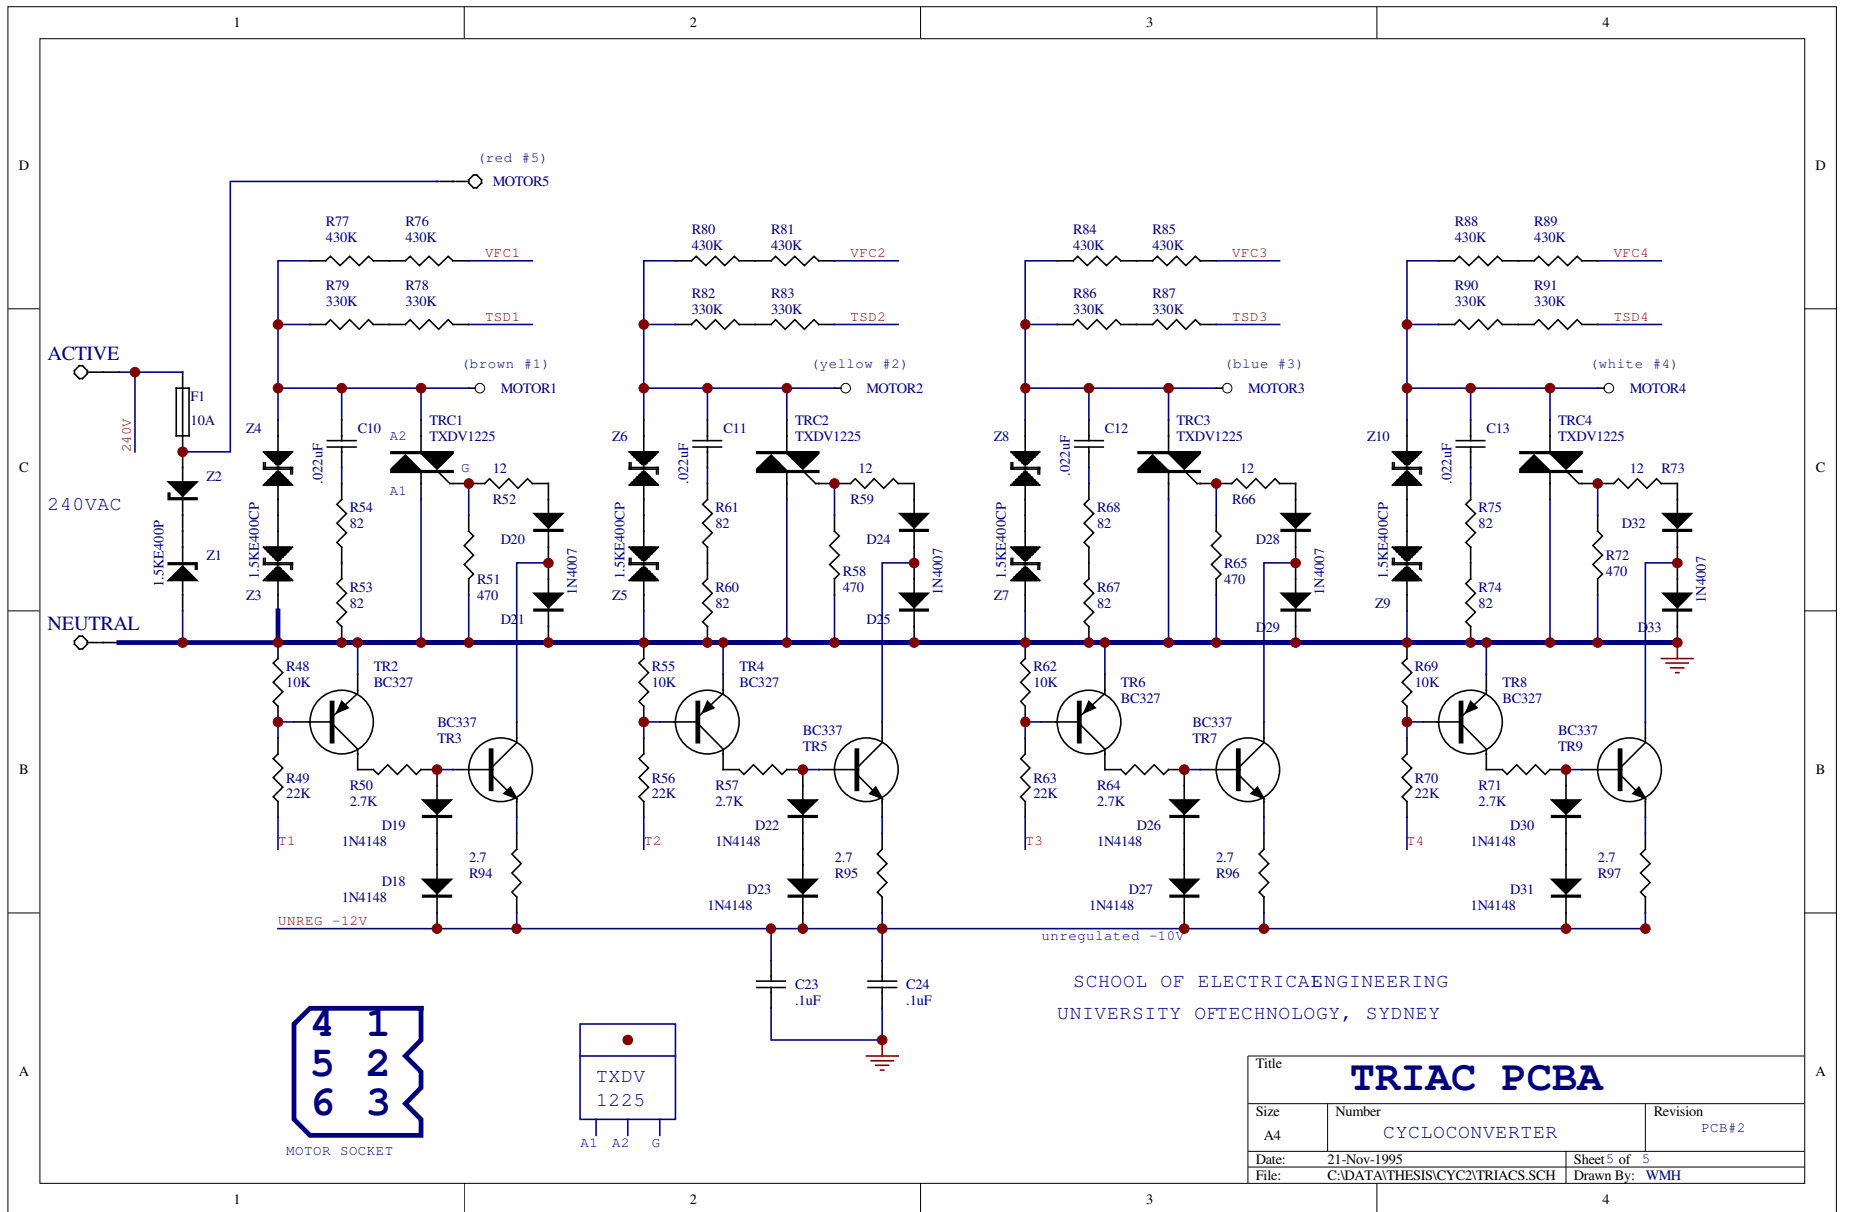 1 2 3 4
D D
(red #5)
MOTOR5
R77 R76 R80 R81 R84 R85 R88 R89
430K 430K 430K 430K 430K 430K 430K 430K
VFC1 VFC2 VFC3 VFC4
R79 R78 R82 R83 R86 R87 R90 R91
330K 330K 330K 330K 330K 330K 330K 330K
TSD1 TSD2 TSD3 TSD4
ACTIVE
(brown #1) (yellow #2) (blue #3) (white #4)
MOTOR1 MOTOR2 MOTOR3 MOTOR4
F1
10A
240V
Z4 C10 TRC1 Z6 C11 TRC2 Z8 C12 TRC3 Z10 C13 TRC4
A2 TXDV1225 TXDV1225 TXDV1225 TXDV1225
.022uF .022uF .022uF .022uF
C C
Z2 G 12 12 12 12 R73
A1 R52 R59 R66
240VAC
R54 R61 R68 R75
82 82 82 82
D20 D24 D28 D32
1.5KE400P 1.5KE400CP 1.5KE400CP 1.5KE400CP 1.5KE400CP
Z1 R51 R58 R65 R72
470 470 470 470
1N4007 1N4007 1N4007 1N4007
Z3 R53 Z5 R60 Z7 R67 Z9 R74
82 82 82 82
D21 D25 D29 D33
NEUTRAL
R48 TR2 R55 TR4 R62 TR6 R69 TR8
10K BC327 10K BC327 10K BC327 10K BC327
BC337 BC337 BC337 BC337
TR3 TR5 TR7 TR9
B B
R49 R50 R56 R57 R63 R64 R70 R71
22K 2.7K 22K 2.7K 22K 2.7K 22K 2.7K
D19 D22 D26 D30
T1 1N4148 T2 1N4148 T3 1N4148 T4 1N4148
2.7 2.7 2.7 2.7
R94 R95 R96 R97
D18 D23 D27 D31
1N4148 1N4148 1N4148 1N4148
UNREG -12V
unregulated -10V
C23 C24
.1uF .1uF
SCHOOL OF ELECTRICAENGINEERING
UNIVERSITY OFTECHNOLOGY, SYDNEY
4 1
5 2
6 3
MOTOR SOCKET
TXDV
1225
A1 A2 G
A A
Title
TRIAC PCBA
Size Number Revision
A4 CYCLOCONVERTER PCB#2
Date: 21-Nov-1995 Sheet 5 of 5
File: C:\DATA\THESIS\CYC2\TRIACS.SCH Drawn By: WMH
1 2 3 4